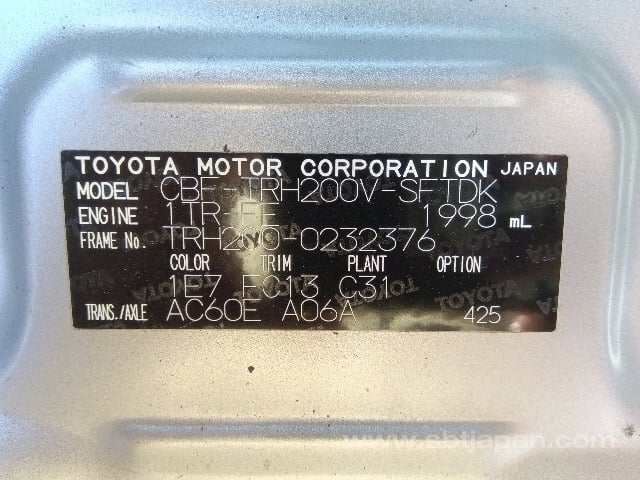 TOYOTA MOTOR CORPORATION JAPAN
MODEL CBF-TRH200V-SFTDK
ENGINE 1TR-FE 1998 mL
FRAME No. TRH200-0232376
COLOR TRIM PLANT OPTION
1E7 FC13 C31
TRANS./AXLE AC60E A06A 425
www.sbtjapan.com